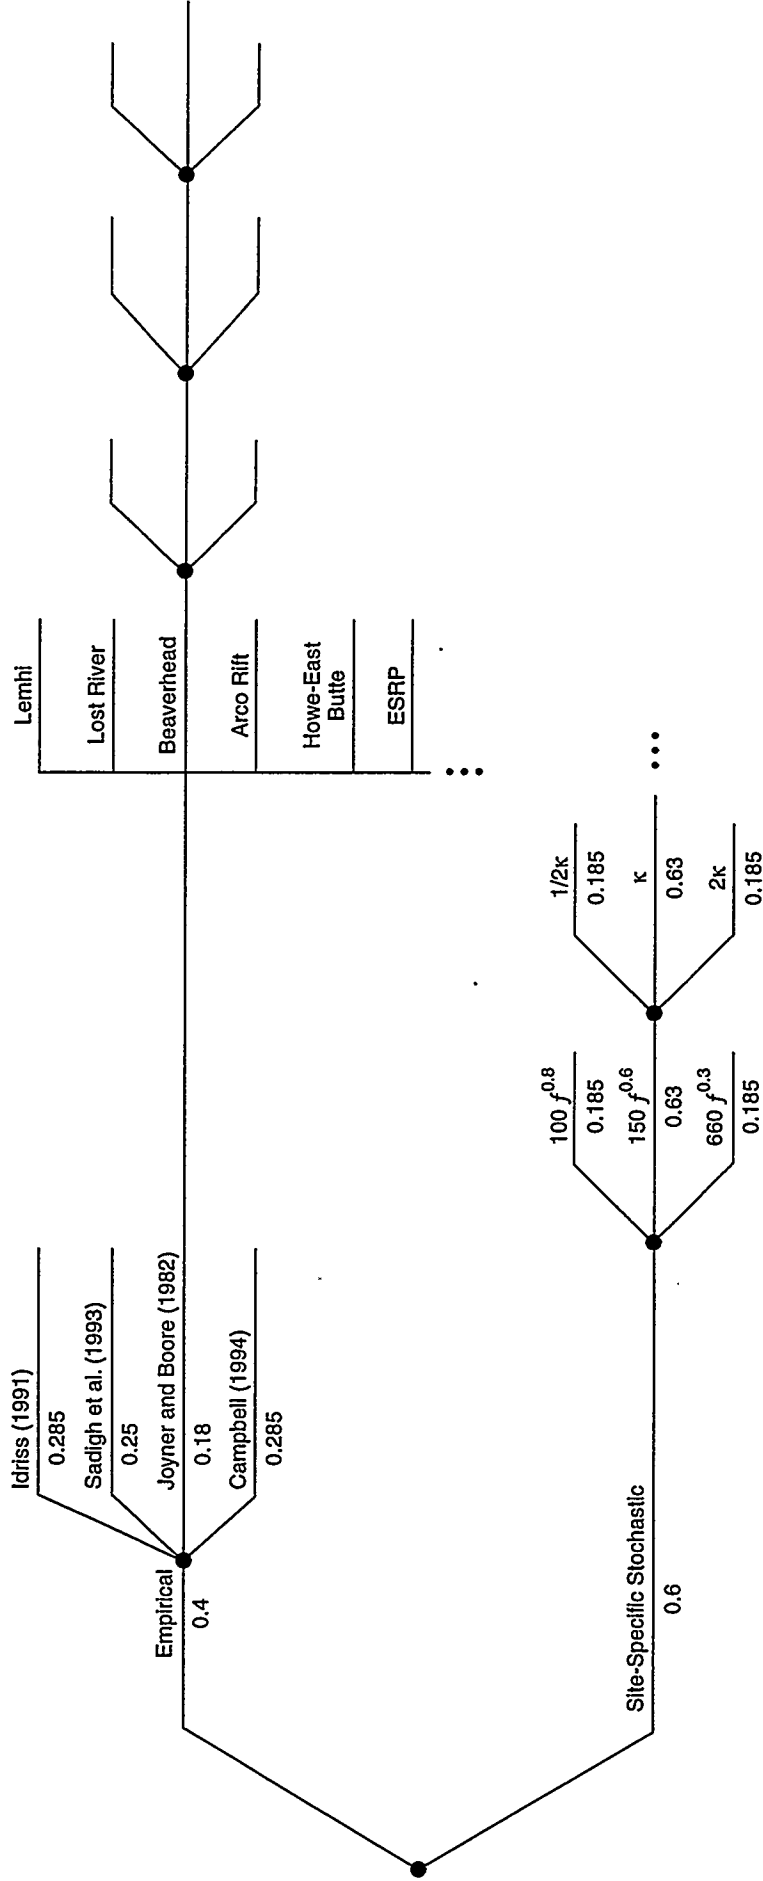 Empirical
0.4
Idriss (1991)
0.285
Sadigh et al. (1993)
0.25
Joyner and Boore (1982)
0.18
Campbell (1994)
0.285
Lemhi
Lost River
Beaverhead
Arco Rift
Howe-East
Butte
ESRP
Site-Specific Stochastic
0.6
100 f^0.8
0.185
150 f^0.6
0.63
660 f^0.3
0.185
1/2κ
0.185
κ
0.63
2κ
0.185